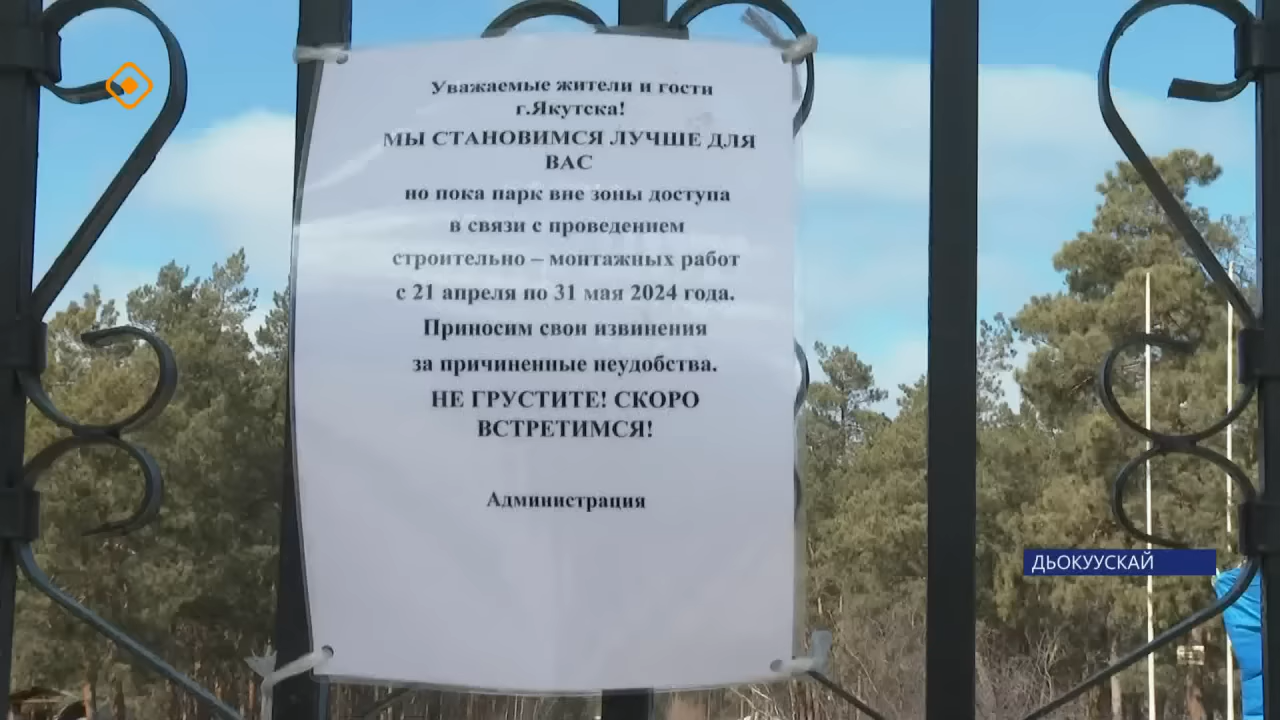 Уважаемые жители и гости
г.Якутска!
МЫ СТАНОВИМСЯ ЛУЧШЕ ДЛЯ
ВАС
но пока парк вне зоны доступа
в связи с проведением
строительно – монтажных работ
с 21 апреля по 31 мая 2024 года.
Приносим свои извинения
за причиненные неудобства.
НЕ ГРУСТИТЕ! СКОРО
ВСТРЕТИМСЯ!
Администрация
ДЬОКУУСКАЙ